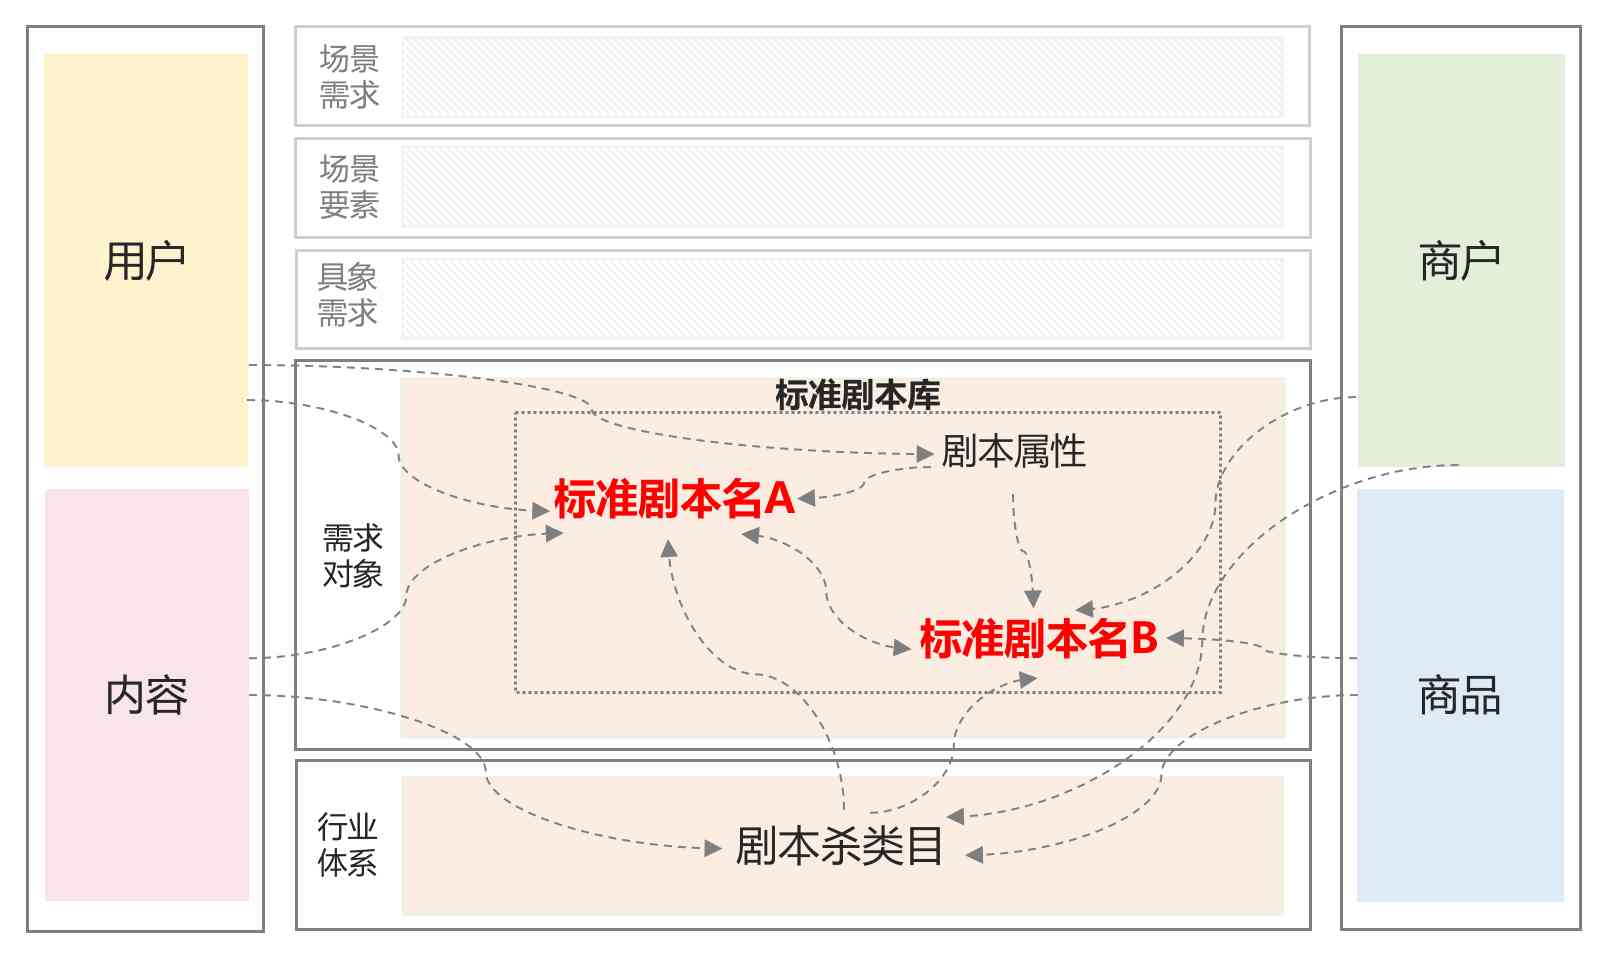 用户
内容
场景
需求
场景
要素
具象
需求
需求
对象
标准剧本库
剧本属性
标准剧本名A
标准剧本名B
行业
体系
剧本杀类目
商户
商品